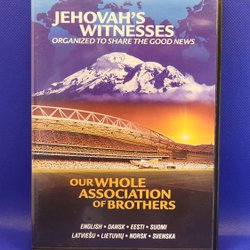 JEHOVAH'S
WITNESSES
ORGANIZED TO SHARE THE GOOD NEWS
OUR WHOLE
ASSOCIATION
OF BROTHERS
ENGLISH • DANSK • EESTI • SUOMI
LATVIEŠU • LIETUVIŲ • NORSK • SVENSKA